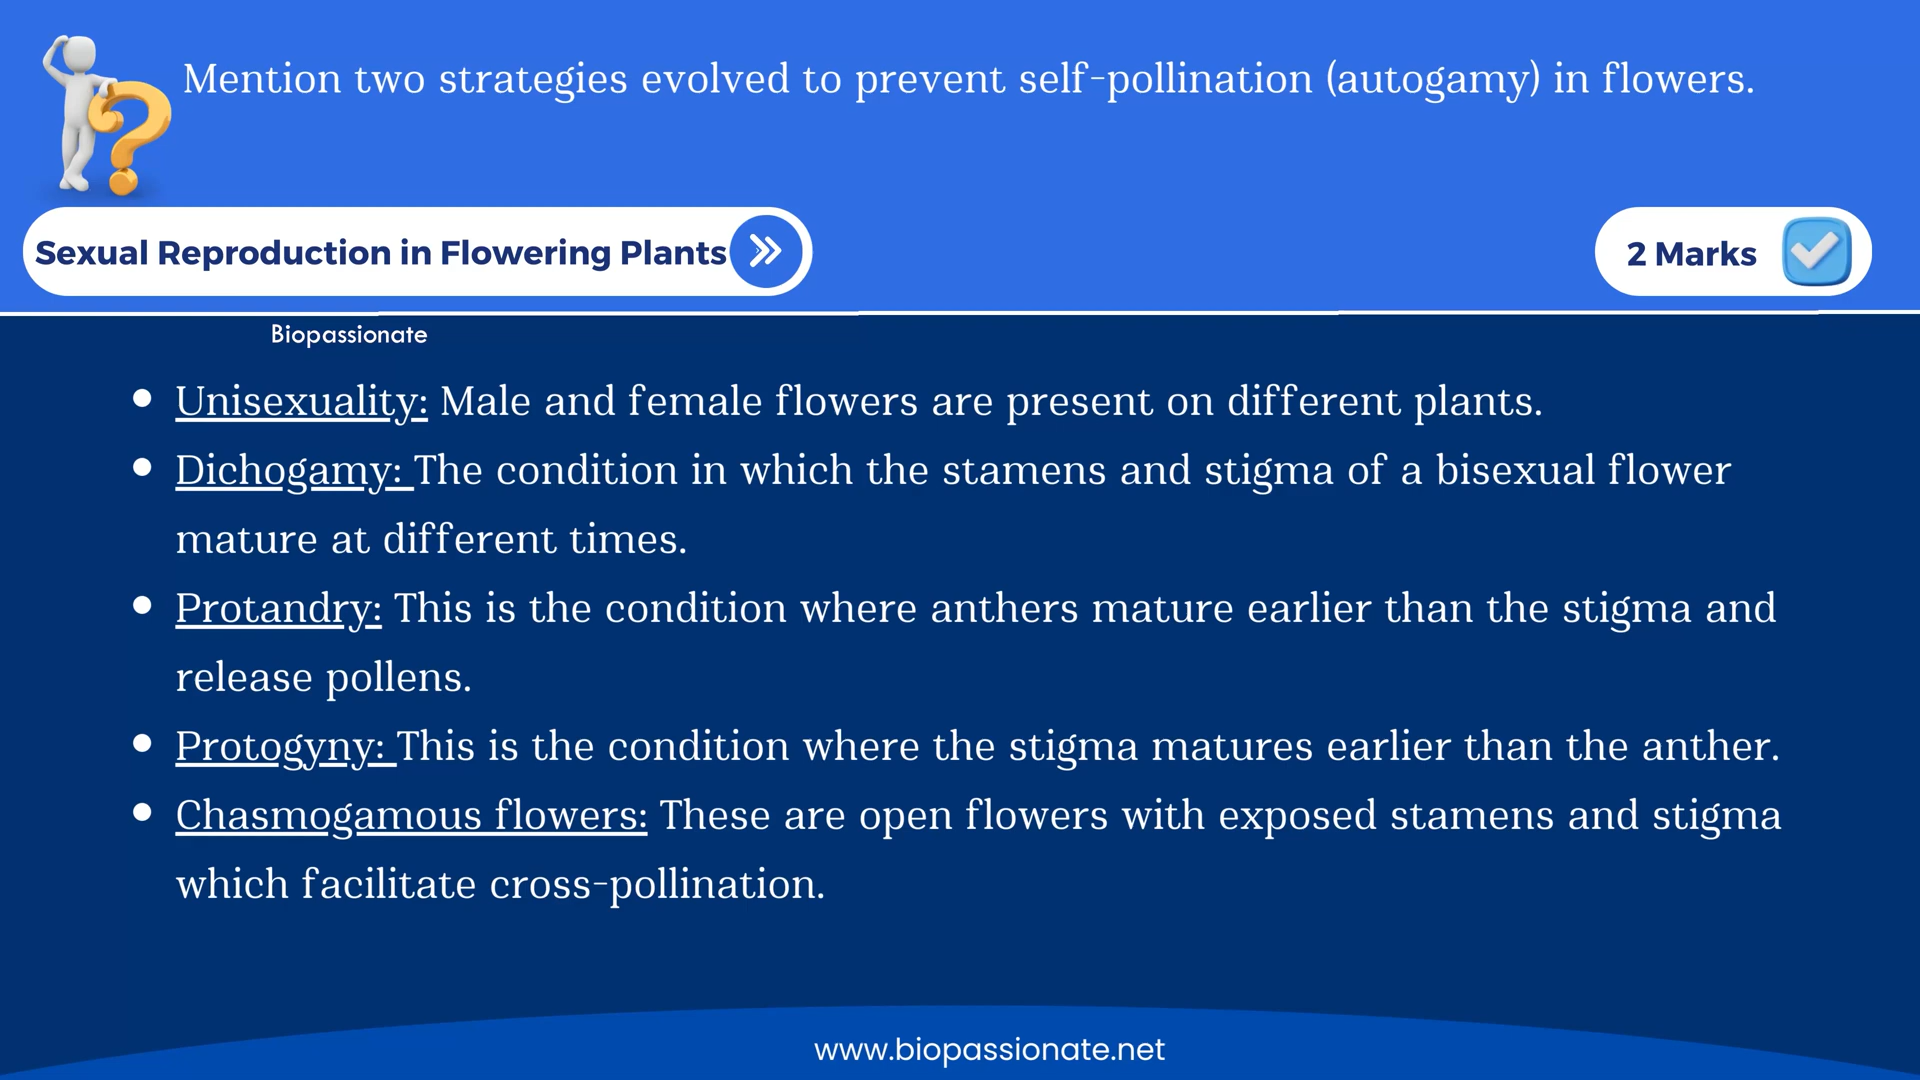 Mention two strategies evolved to prevent self-pollination (autogamy) in flowers.
Sexual Reproduction in Flowering Plants
2 Marks
Biopassionate
Unisexuality: Male and female flowers are present on different plants.
Dichogamy: The condition in which the stamens and stigma of a bisexual flower
mature at different times.
Protandry: This is the condition where anthers mature earlier than the stigma and
release pollens.
Protogyny: This is the condition where the stigma matures earlier than the anther.
Chasmogamous flowers: These are open flowers with exposed stamens and stigma
which facilitate cross-pollination.
www.biopassionate.net